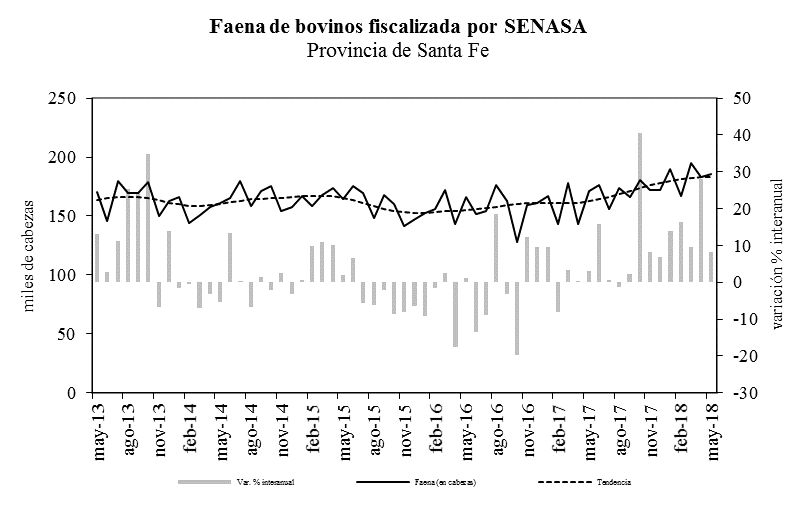 Faena de bovinos fiscalizada por SENASA
Provincia de Santa Fe
miles de cabezas
250
200
150
100
50
0
50
40
30
20
10
0
-10
-20
-30
variación % interanual
may-13
ago-13
nov-13
feb-14
may-14
ago-14
nov-14
feb-15
may-15
ago-15
nov-15
feb-16
may-16
ago-16
nov-16
feb-17
may-17
ago-17
nov-17
feb-18
may-18
Var. % interanual
Faena (en cabezas)
Tendencia